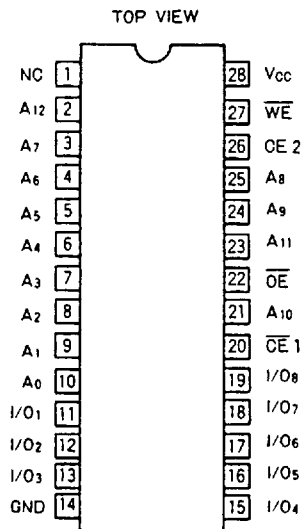 TOP VIEW
NC 1 28 Vcc
A12 2 27 W̅E̅
A7 3 26 CE 2
A6 4 25 A8
A5 5 24 A9
A4 6 23 A11
A3 7 22 O̅E̅
A2 8 21 A10
A1 9 20 C̅E̅ 1
A0 10 19 I/O8
I/O1 11 18 I/O7
I/O2 12 17 I/O6
I/O3 13 16 I/O5
GND 14 15 I/O4